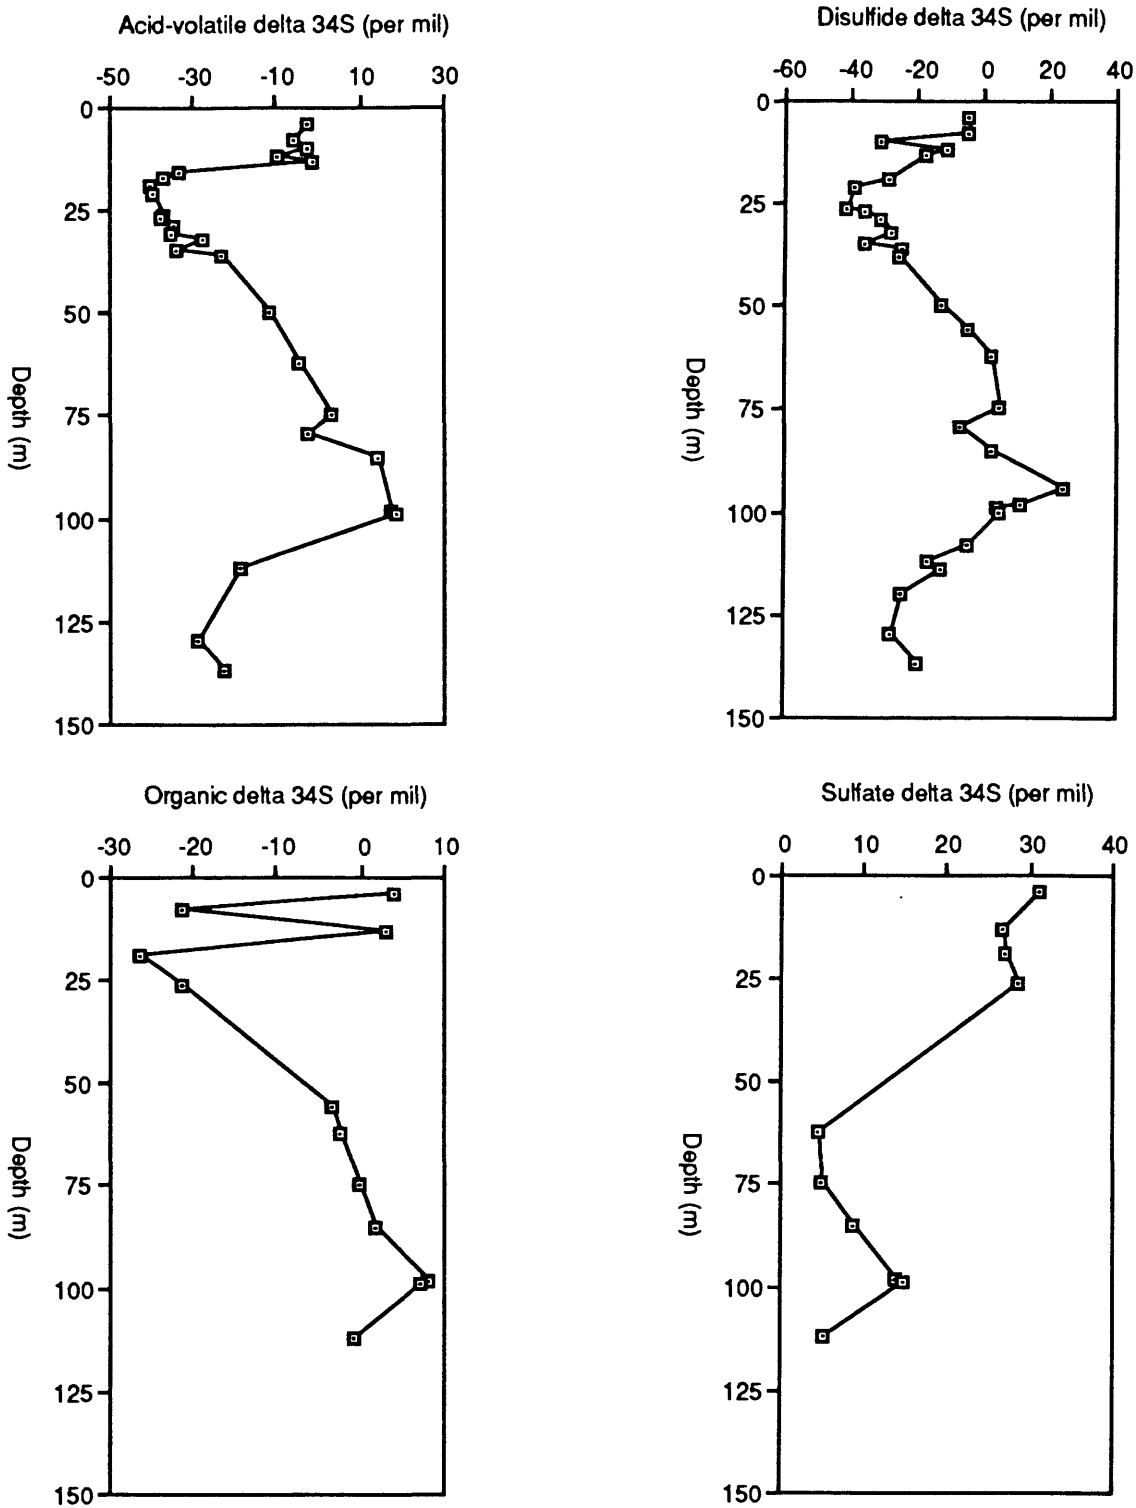 Acid-volatile delta 34S (per mil)
-50 -30 -10 10 30
0
25
50
75
100
125
150
Depth (m)
Disulfide delta 34S (per mil)
-60 -40 -20 0 20 40
0
25
50
75
100
125
150
Depth (m)
Organic delta 34S (per mil)
-30 -20 -10 0 10
0
25
50
75
100
125
150
Depth (m)
Sulfate delta 34S (per mil)
0 10 20 30 40
0
25
50
75
100
125
150
Depth (m)